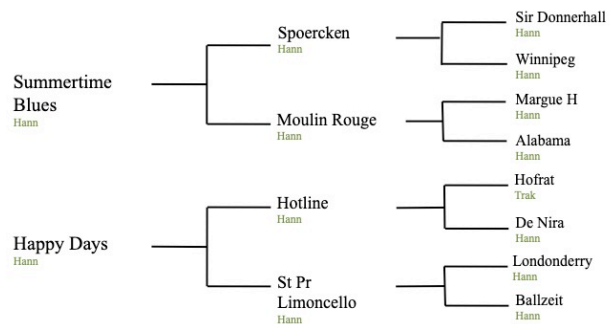 Summertime
Blues
Hann
Happy Days
Hann
Spoercken
Hann
Moulin Rouge
Hann
Hotline
Hann
St Pr
Limoncello
Hann
Sir Donnerhall
Hann
Winnipeg
Hann
Margue H
Hann
Alabama
Hann
Hofrat
Trak
De Nira
Hann
Londonderry
Hann
Ballzeit
Hann